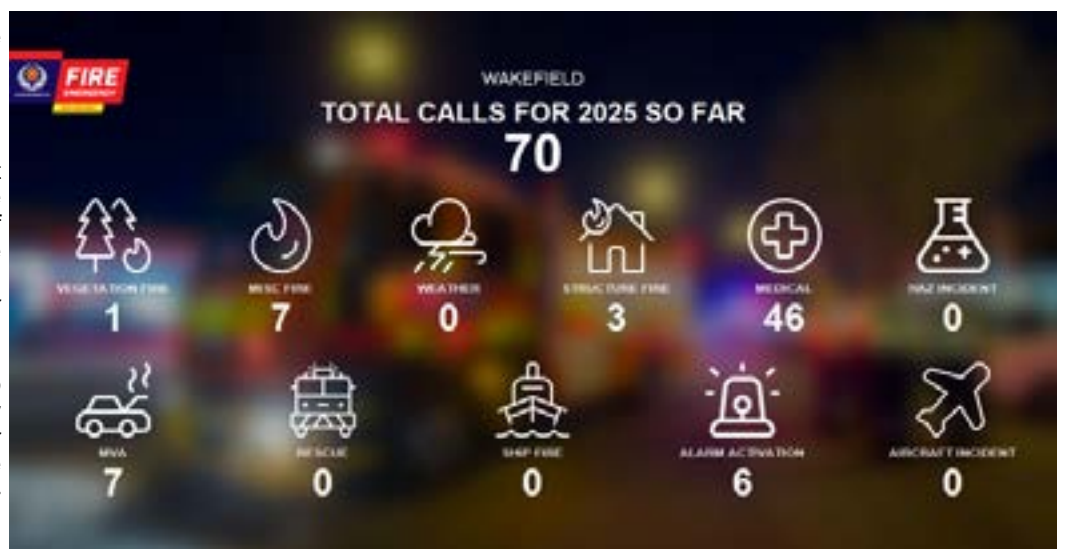 FIRE
EMERGENCY
WAKEFIELD
TOTAL CALLS FOR 2025 SO FAR
70
VEGETATION FIRE
MISC FIRE
WEATHER
STRUCTURE FIRE
MEDICAL
HAZ INCIDENT
1
7
0
3
46
0
MVA
RESCUE
SHIP FIRE
ALARM ACTIVATION
AIRCRAFT INCIDENT
7
0
0
6
0